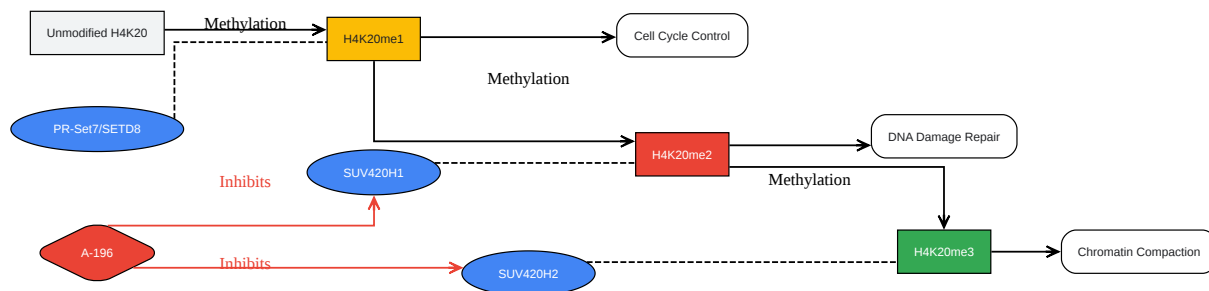 Unmodified H4K20
Methylation
H4K20me1
Cell Cycle Control
Methylation
PR-Set7/SETD8
H4K20me2
DNA Damage Repair
SUV420H1
Methylation
Inhibits
A-196
Inhibits
SUV420H2
H4K20me3
Chromatin Compaction